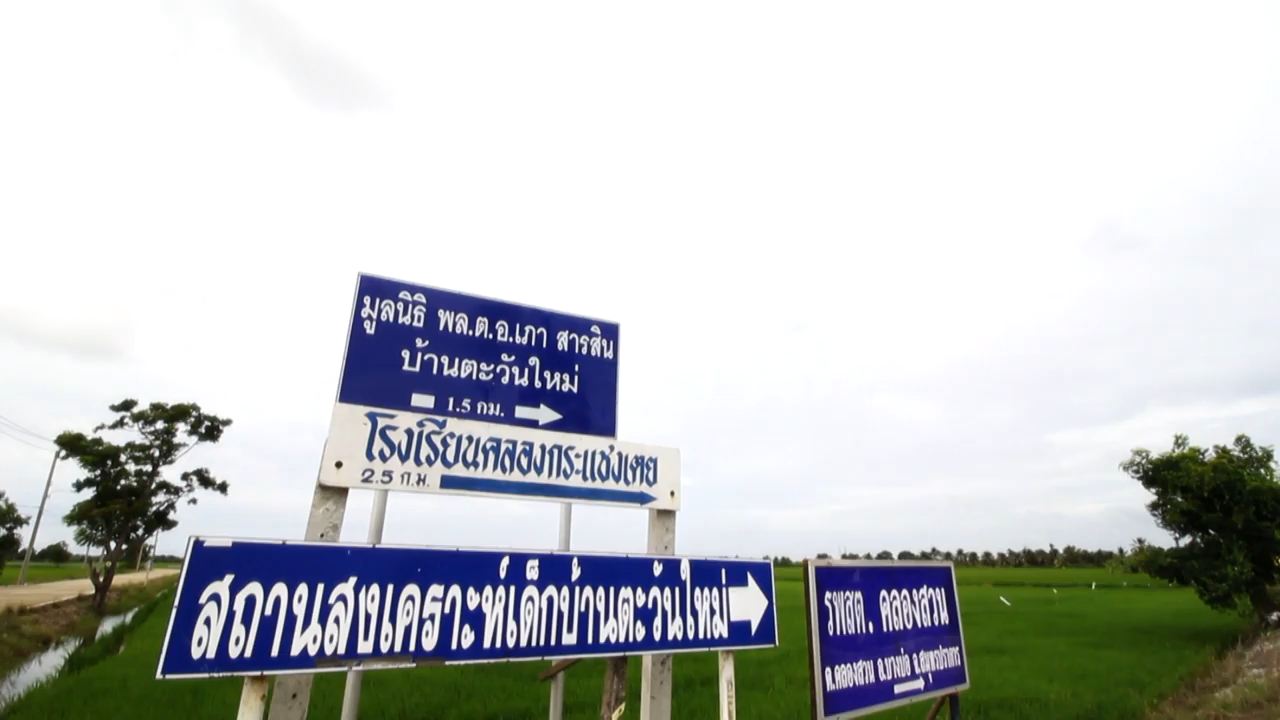 มูลนิธิ พล.ต.อ.เภา สารสิน
บ้านตะวันใหม่
1.5 กม.
โรงเรียนคลองกระแชงเตย
2.5 ก.ม.
สถานสงเคราะห์เด็กบ้านตะวันใหม่
รพสต. คลองสวน
ต.คลองสวน อ.บางบ่อ จ.สมุทรปราการ